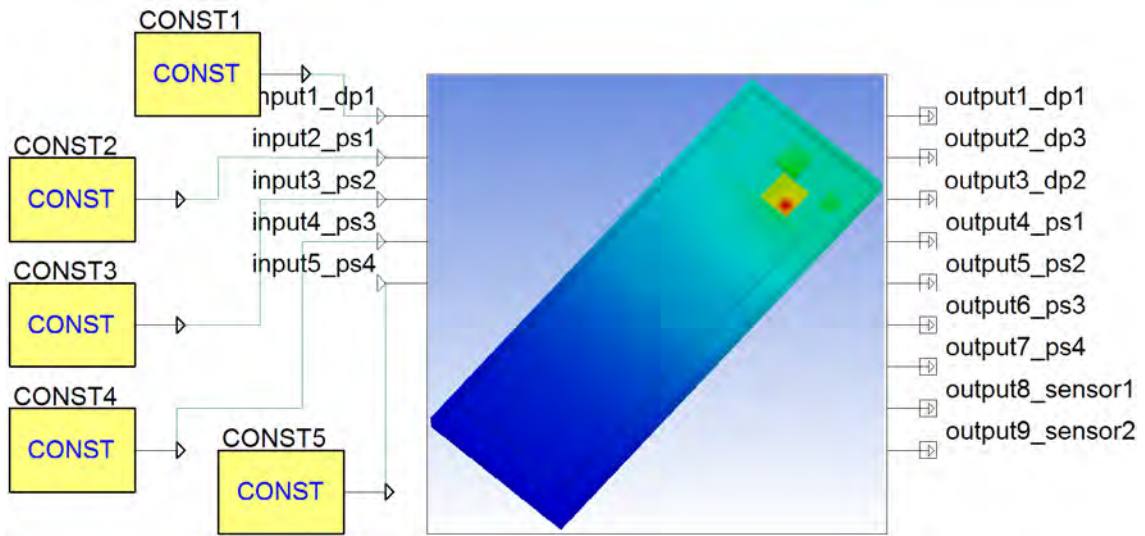 CONST1
CONST
input1_dp1
CONST2
CONST
input2_ps1
input3_ps2
CONST3
CONST
input4_ps3
input5_ps4
CONST4
CONST
CONST5
CONST
output1_dp1
output2_dp3
output3_dp2
output4_ps1
output5_ps2
output6_ps3
output7_ps4
output8_sensor1
output9_sensor2